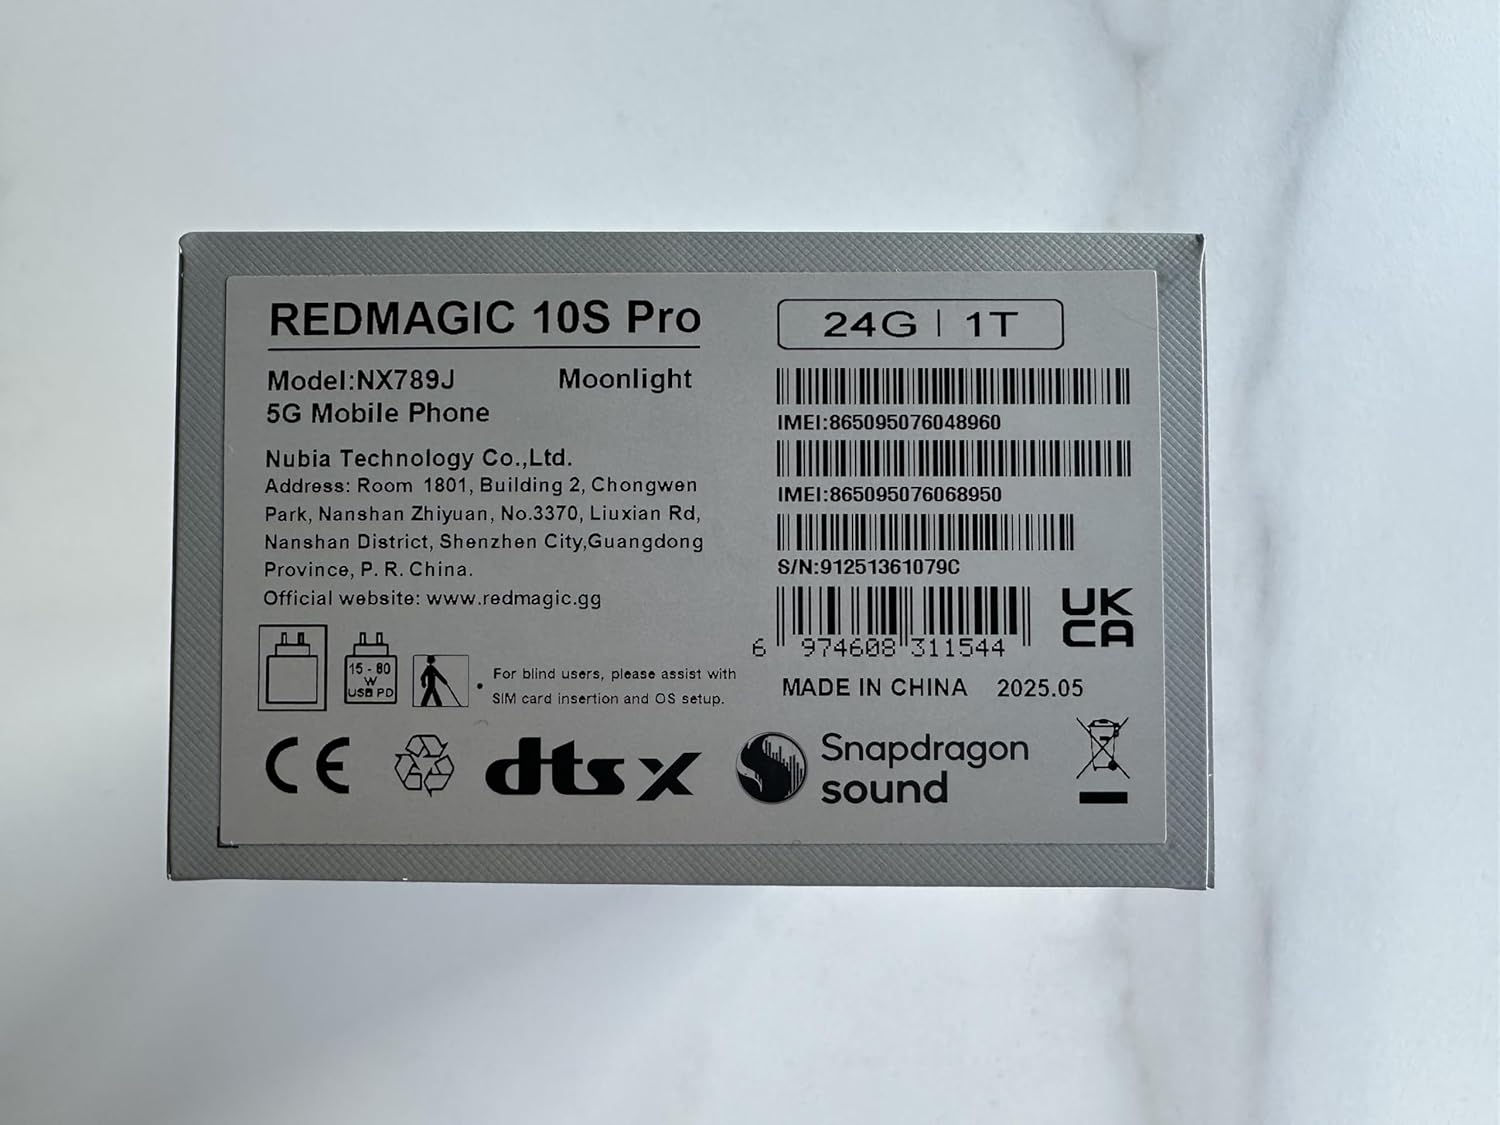 REDMAGIC 10S Pro
24G | 1T
Model:NX789J Moonlight
5G Mobile Phone
IMEI:865095076048960
Nubia Technology Co.,Ltd.
Address: Room 1801, Building 2, Chongwen
Park, Nanshan Zhiyuan, No.3370, Liuxian Rd,
Nanshan District, Shenzhen City,Guangdong
Province, P. R. China.
Official website: www.redmagic.gg
IMEI:865095076068950
S/N:91251361079C
6 974608 311544
UK
CA
MADE IN CHINA 2025.05
15 - 80
W
USB PD
For blind users, please assist with
SIM card insertion and OS setup.
CE
dts x
Snapdragon
sound